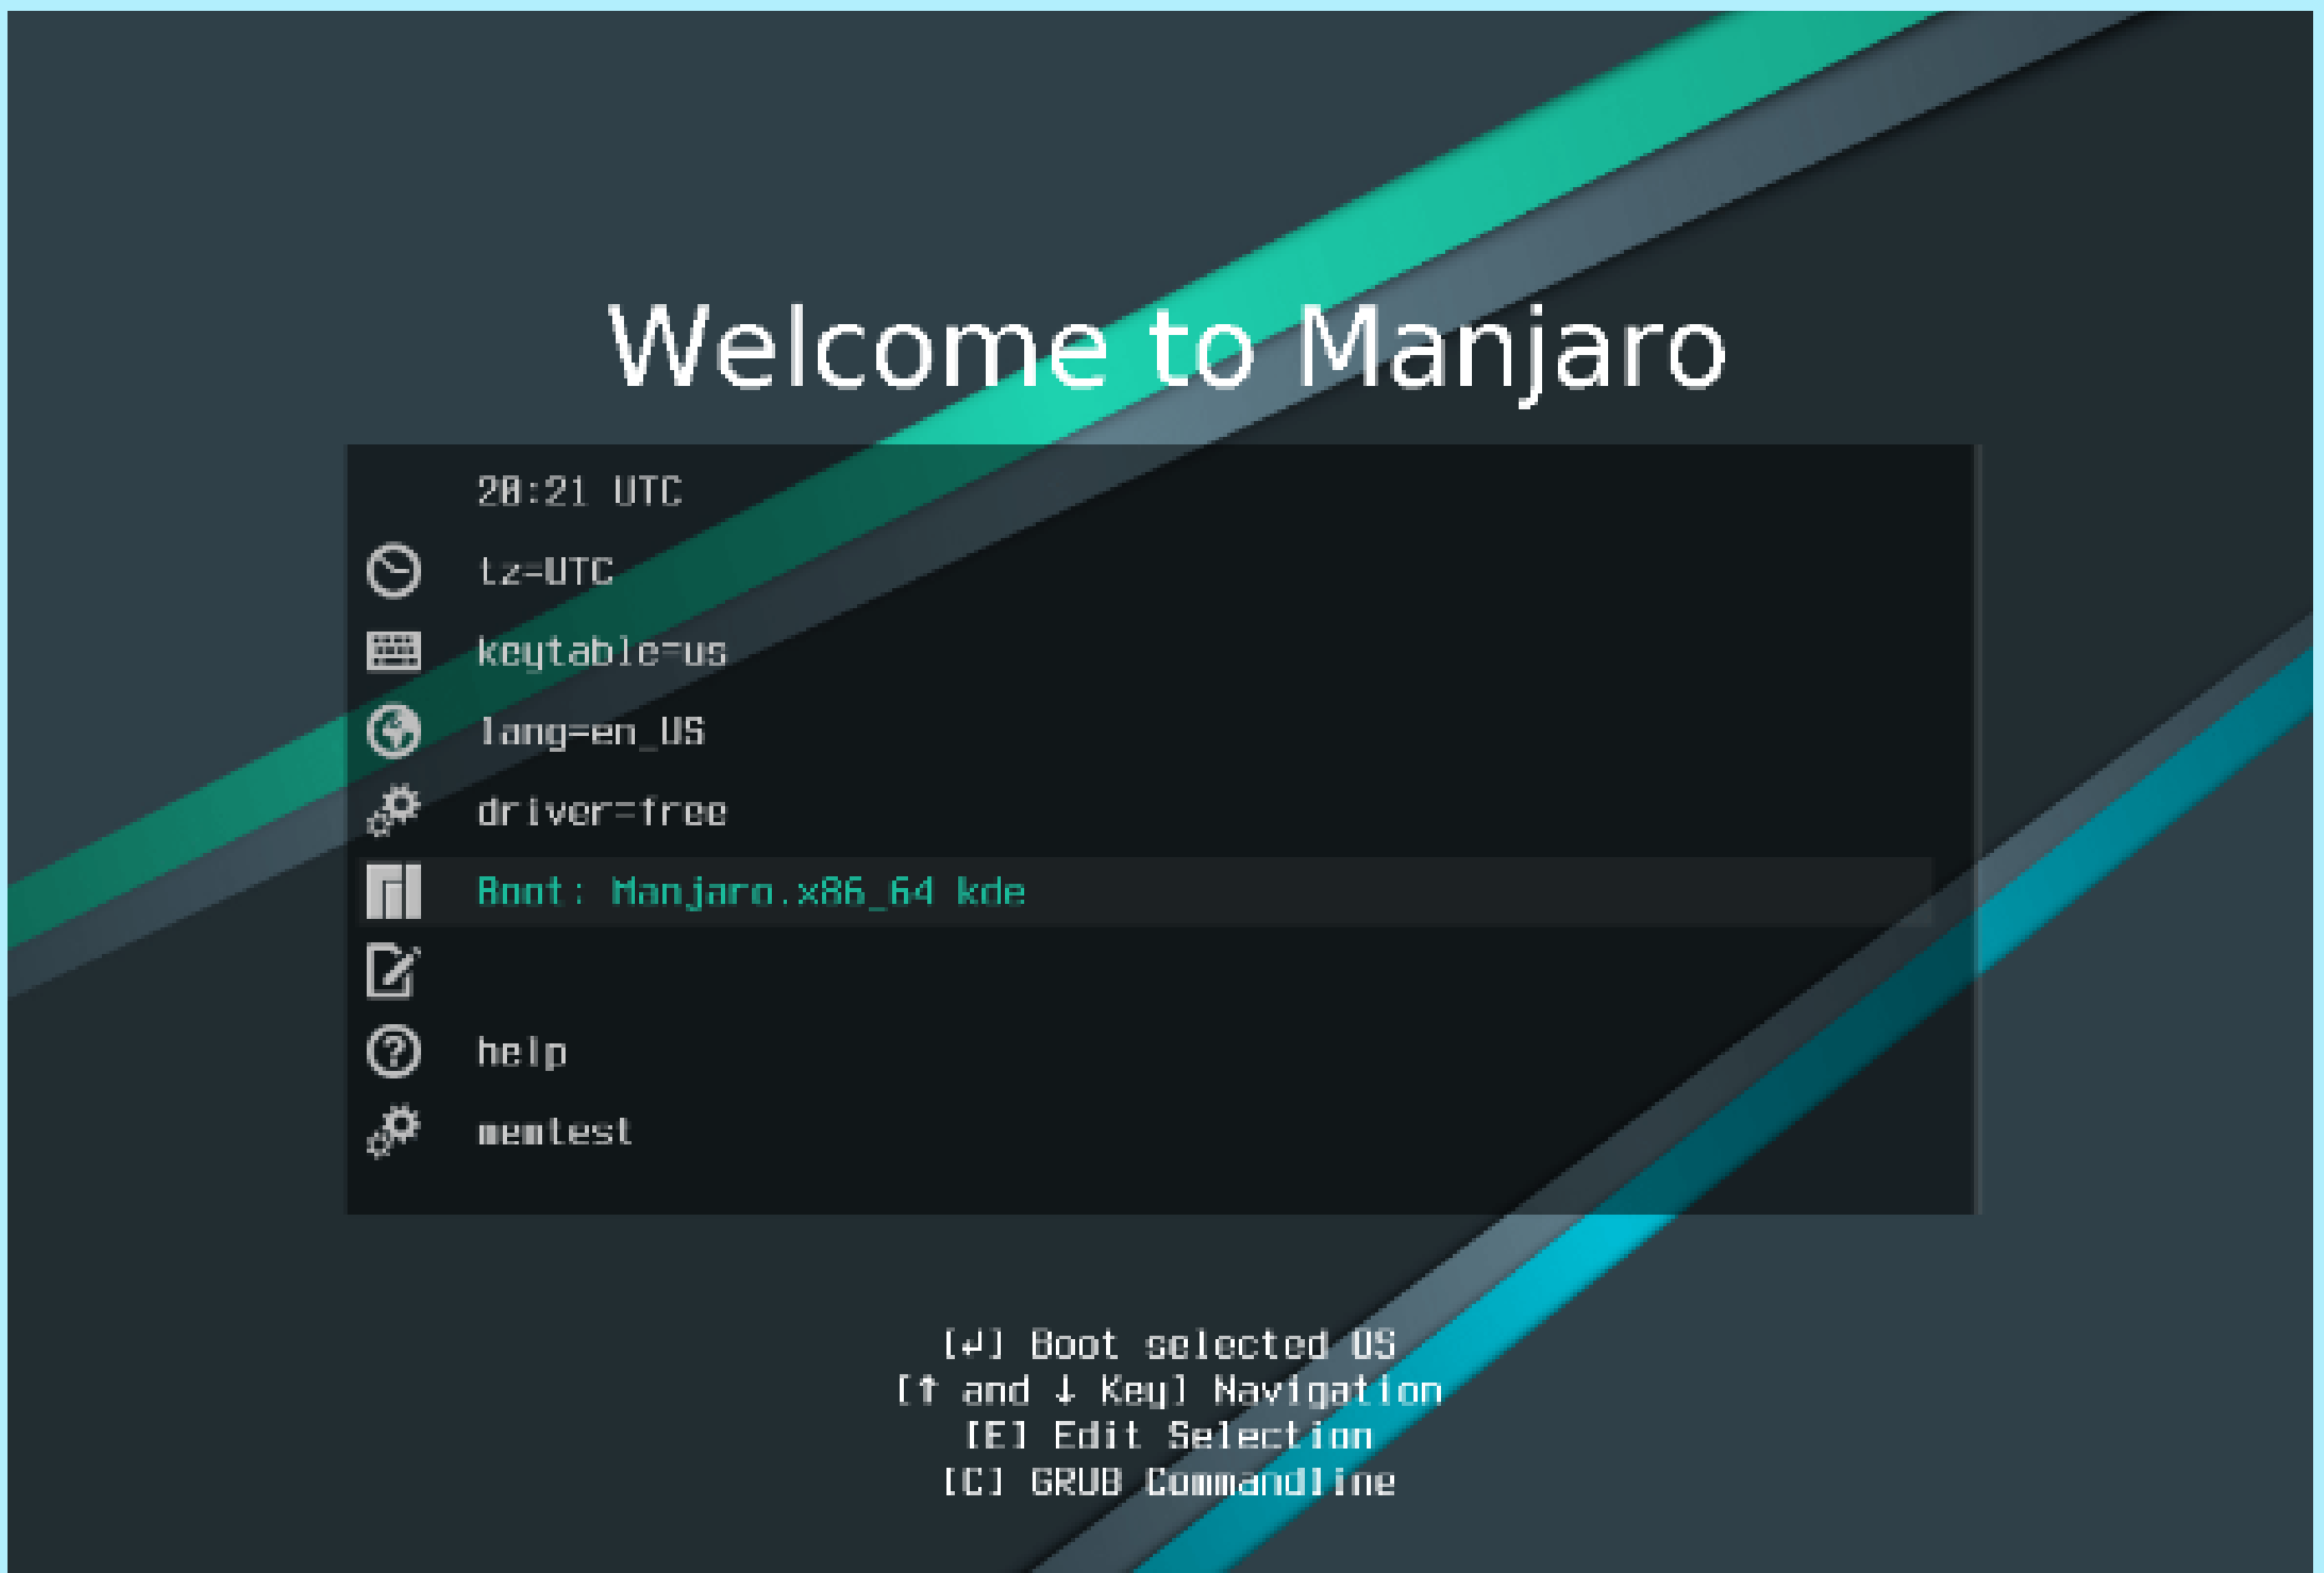 Welcome to Manjaro
20:21 UTC
tz=UTC
keytable=us
lang=en_US
driver=free
Boot: Manjaro.x86_64 kde
help
memtest
[↲] Boot selected OS
[↑ and ↓ Key] Navigation
[E] Edit Selection
[C] GRUB Commandline